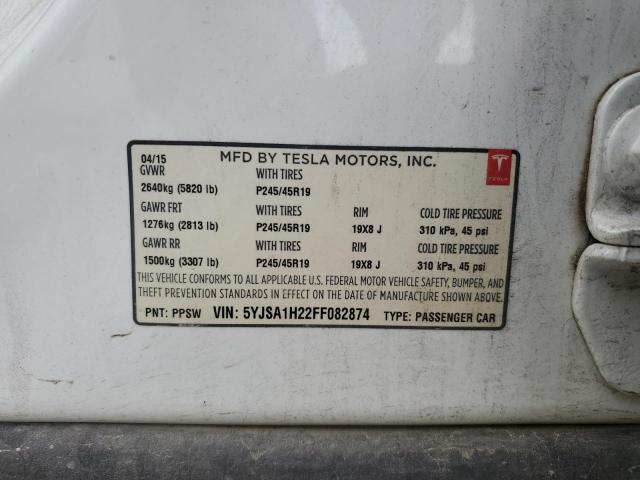 04/15 MFD BY TESLA MOTORS, INC.
GVWR WITH TIRES
2640kg (5820 lb) P245/45R19
TESLA
GAWR FRT WITH TIRES RIM COLD TIRE PRESSURE
1276kg (2813 lb) P245/45R19 19X8 J 310 kPa, 45 psi
GAWR RR WITH TIRES RIM COLD TIRE PRESSURE
1500kg (3307 lb) P245/45R19 19X8 J 310 kPa, 45 psi
THIS VEHICLE CONFORMS TO ALL APPLICABLE U.S. FEDERAL MOTOR VEHICLE SAFETY, BUMPER, AND
THEFT PREVENTION STANDARDS IN EFFECT ON THE DATE OF MANUFACTURE SHOWN ABOVE.
PNT: PPSW VIN: 5YJSA1H22FF082874 TYPE: PASSENGER CAR